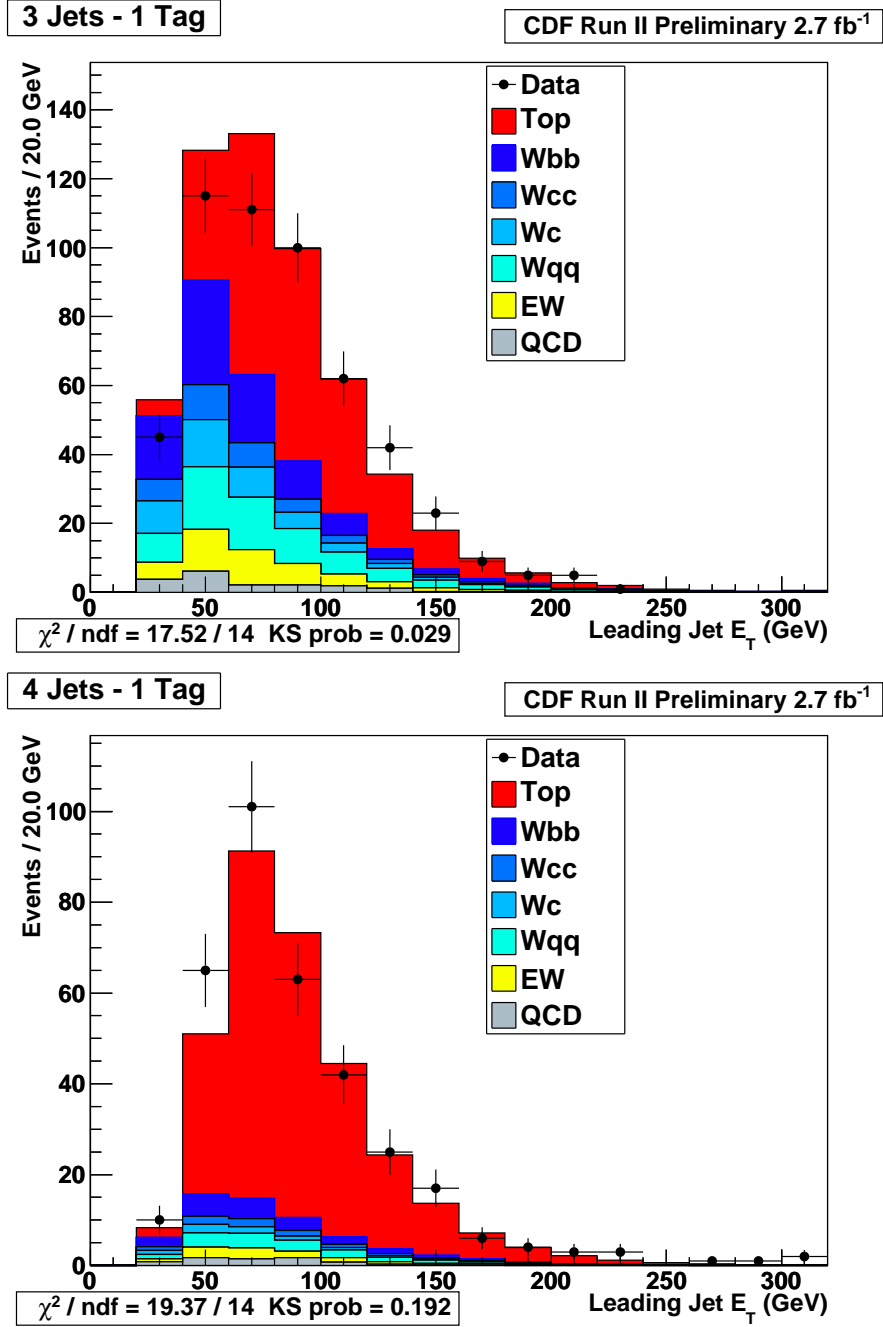 3 Jets - 1 Tag
CDF Run II Preliminary 2.7 fb⁻¹
Events / 20.0 GeV
140
120
100
80
60
40
20
0
Data
Top
Wbb
Wcc
Wc
Wqq
EW
QCD
0 50 100 150 200 250 300
Leading Jet E_T (GeV)
χ² / ndf = 17.52 / 14 KS prob = 0.029
4 Jets - 1 Tag
CDF Run II Preliminary 2.7 fb⁻¹
Events / 20.0 GeV
100
80
60
40
20
0
Data
Top
Wbb
Wcc
Wc
Wqq
EW
QCD
0 50 100 150 200 250 300
Leading Jet E_T (GeV)
χ² / ndf = 19.37 / 14 KS prob = 0.192